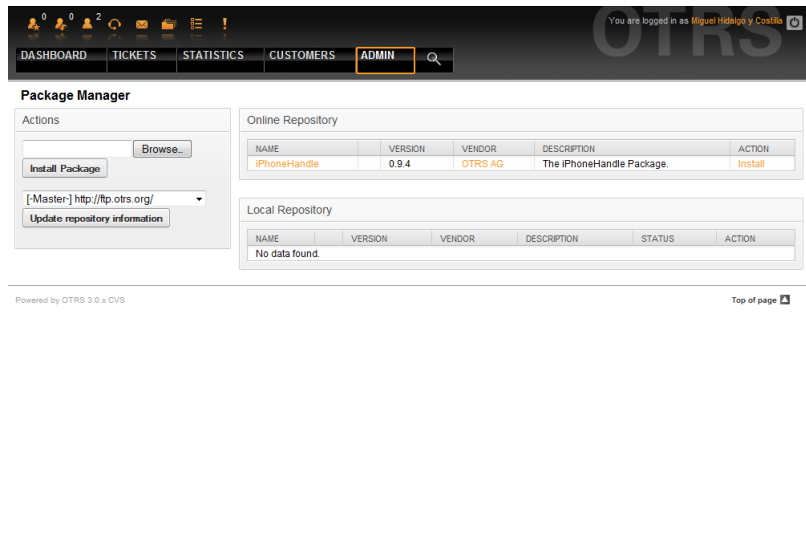 0 0 2
You are logged in as Miguel Hidalgo y Costilla
OTRS
DASHBOARD TICKETS STATISTICS CUSTOMERS ADMIN
Package Manager
Actions
Browse...
Install Package
[-Master-] http://ftp.otrs.org/
Update repository information
Online Repository
NAME VERSION VENDOR DESCRIPTION ACTION
iPhoneHandle 0.9.4 OTRS AG The iPhoneHandle Package. Install
Local Repository
NAME VERSION VENDOR DESCRIPTION STATUS ACTION
No data found.
Powered by OTRS 3.0.x CVS
Top of page